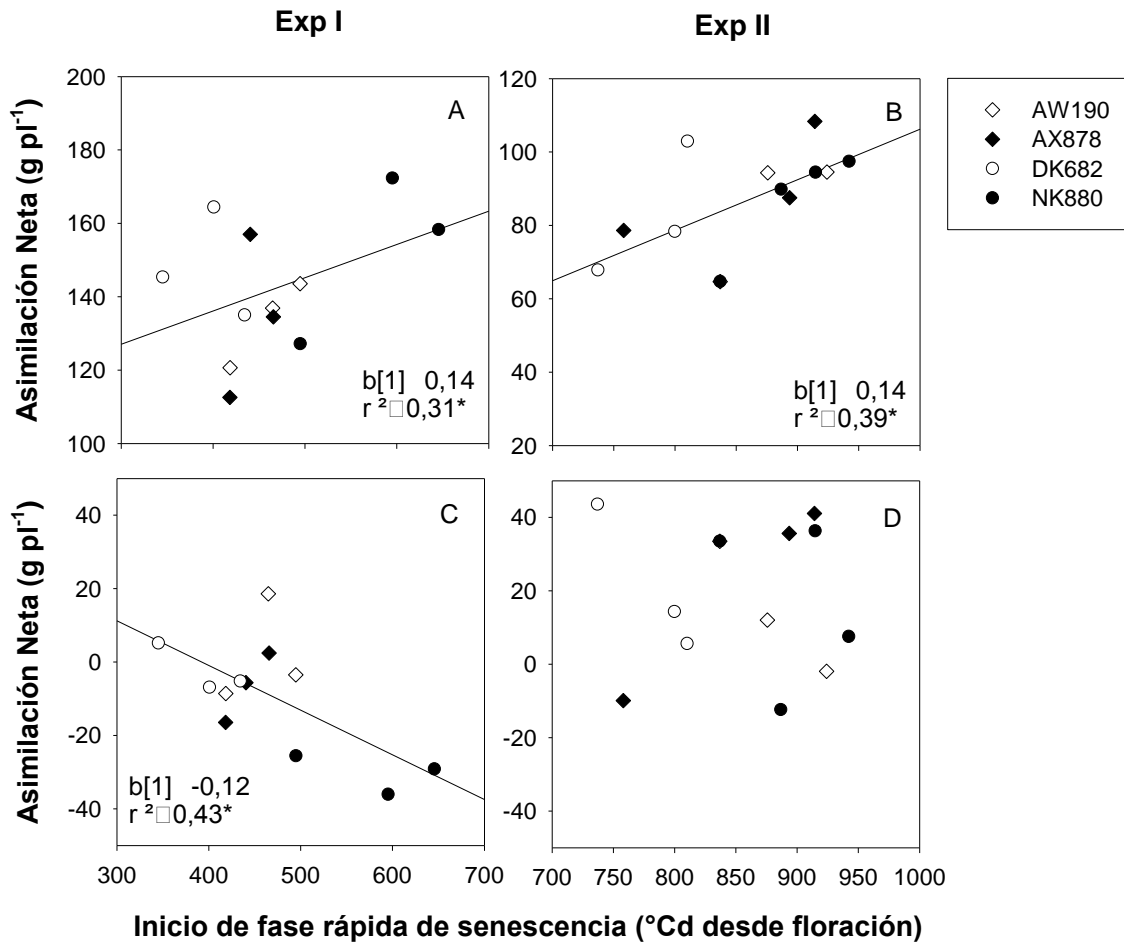 Exp I
Exp II
Asimilación Neta (g pl⁻¹)
200
180
160
140
120
100
A
b[1] 0,14
r ²□0,31*
120
100
80
60
40
20
B
b[1] 0,14
r ²□0,39*
AW190
AX878
DK682
NK880
Asimilación Neta (g pl⁻¹)
40
20
0
-20
-40
C
b[1] -0,12
r ²□0,43*
300 400 500 600 700
40
20
0
-20
-40
D
700 750 800 850 900 950 1000
Inicio de fase rápida de senescencia (°Cd desde floración)